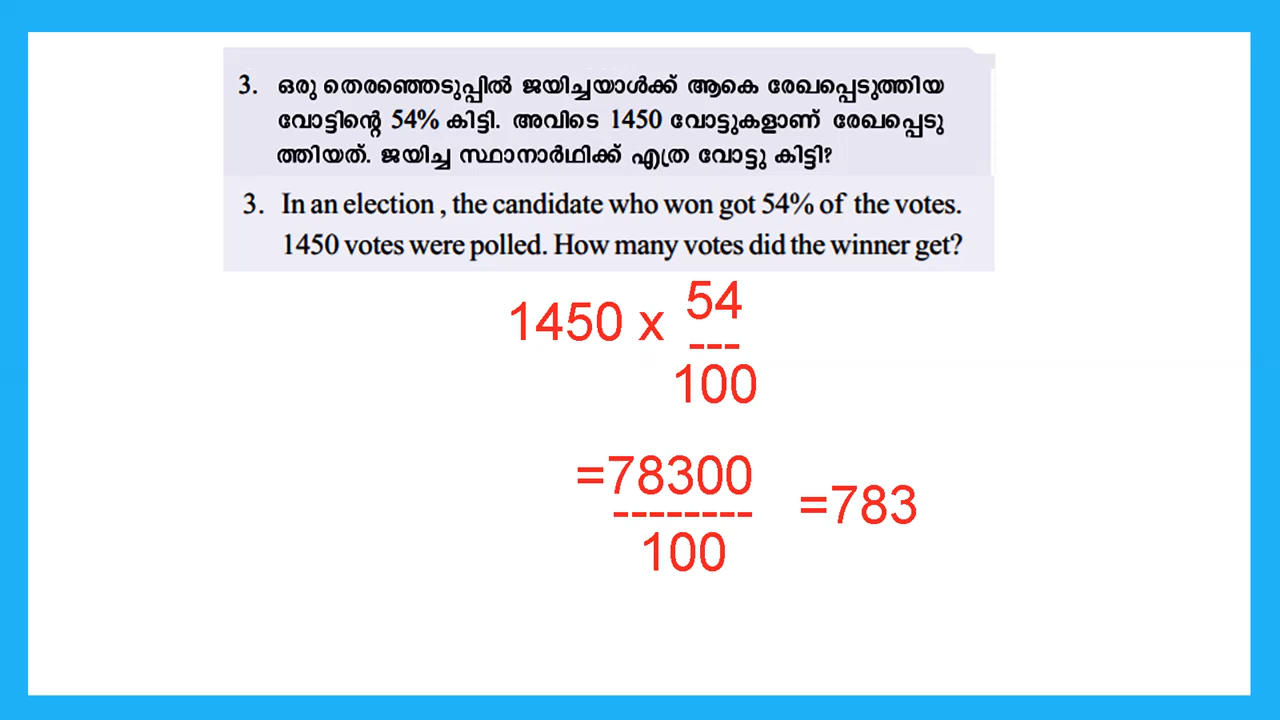 3. ഒരു തെരഞ്ഞെടുപ്പിൽ ജയിച്ചയാൾക്ക് ആകെ രേഖപ്പെടുത്തിയ
വോട്ടിന്റെ 54% കിട്ടി. അവിടെ 1450 വോട്ടുകളാണ് രേഖപ്പെടു
ത്തിയത്. ജയിച്ച സ്ഥാനാർഥിക്ക് എത്ര വോട്ടു കിട്ടി?
3. In an election , the candidate who won got 54% of the votes.
1450 votes were polled. How many votes did the winner get?
1450 x 54
---
100
=78300
--------
100
=783